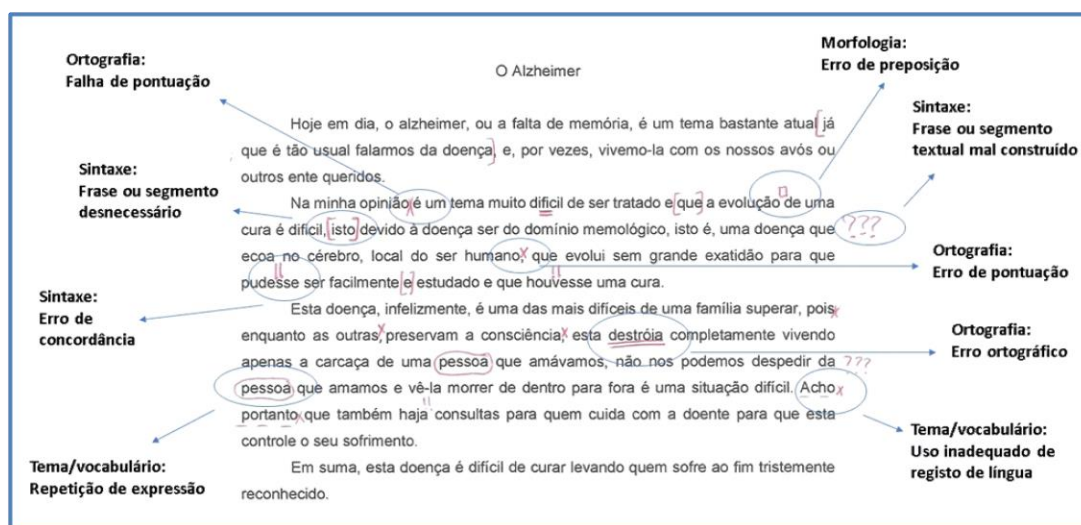 Ortografia:
Falha de pontuação
Morfologia:
Erro de preposição
Sintaxe:
Frase ou segmento
textual mal construído
Sintaxe:
Frase ou segmento
desnecessário
O Alzheimer
Hoje em dia, o alzheimer, ou a falta de memória, é um tema bastante atual [já
que é tão usual falarmos da doença], e, por vezes, vivemo-la com os nossos avós ou
outros ente queridos.
Na minha opinião x é um tema muito dificil de ser tratado e [que] a evolução de uma
cura é dificil, [isto] devido à doença ser do domínio memológico, isto é, uma doença que ???
ecoa no cérebro, local do ser humano, x que evolui sem grande exatidão para que
pudesse ser facilmente [e] estudado e que houvesse uma cura.
Esta doença, infelizmente, é uma das mais difíceis de uma família superar, pois x
enquanto as outras, x preservam a consciência, x esta destróia completamente vivendo
apenas a carcaça de uma pessoa que amávamos, não nos podemos despedir da ???
pessoa que amamos e vê-la morrer de dentro para fora é uma situação difícil. Acho x
portanto x que também haja consultas para quem cuida com a doente para que esta
controle o seu sofrimento.
Em suma, esta doença é difícil de curar levando quem sofre ao fim tristemente
reconhecido.
Ortografia:
Erro de pontuação
Sintaxe:
Erro de
concordância
Ortografia:
Erro ortográfico
Tema/vocabulário:
Repetição de expressão
Tema/vocabulário:
Uso inadequado de
registo de língua